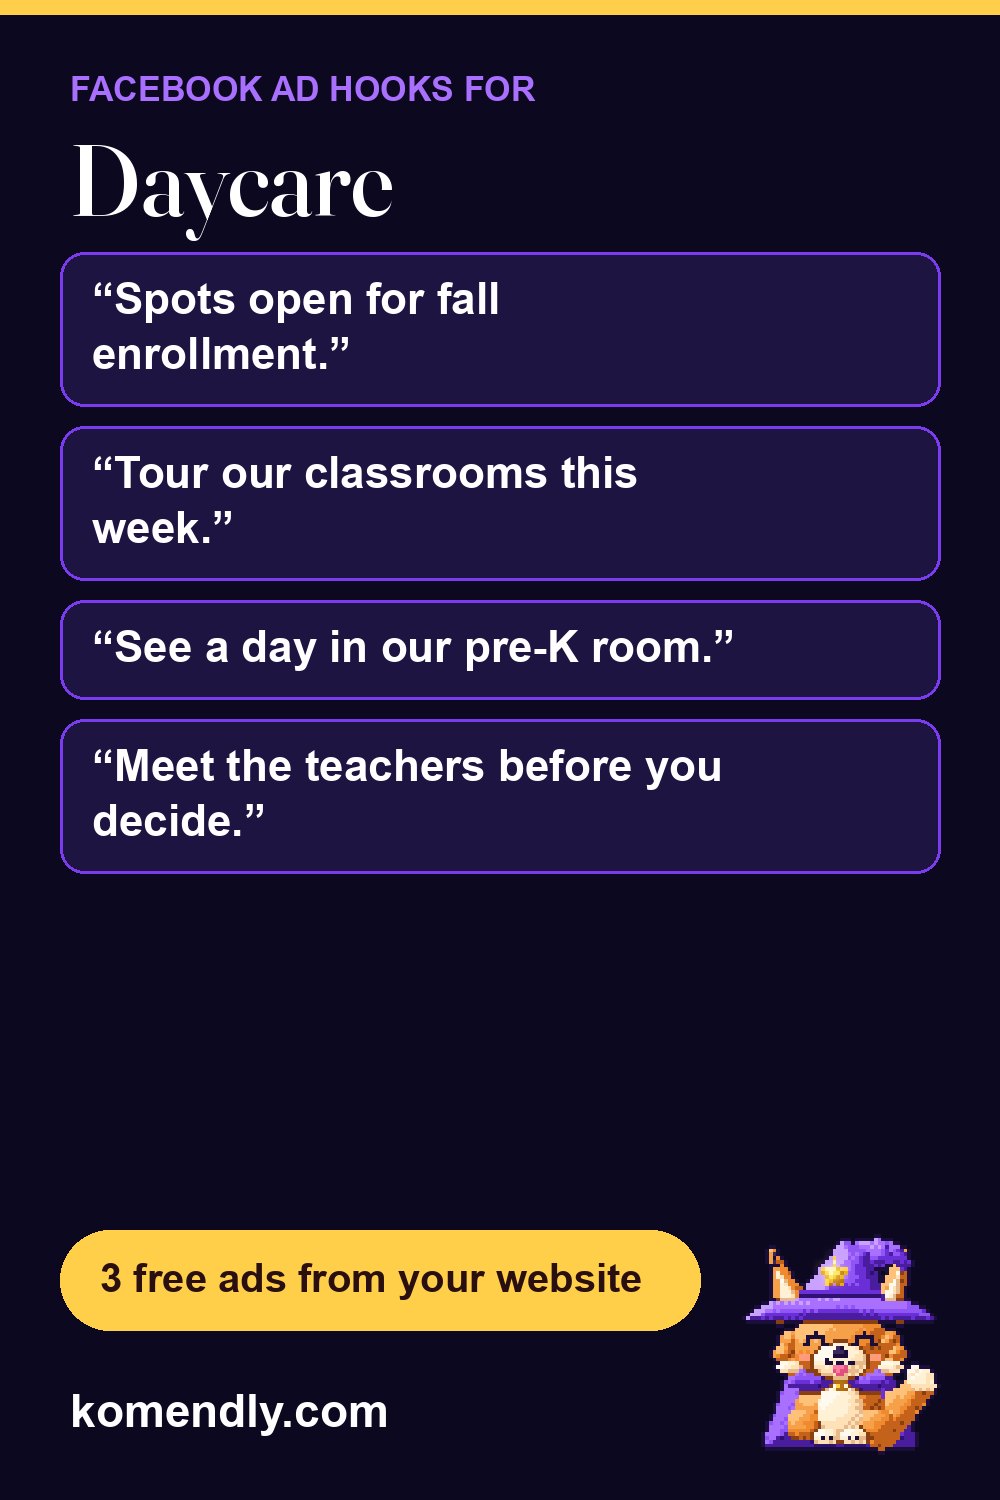 FACEBOOK AD HOOKS FOR
Daycare
“Spots open for fall
enrollment.”
“Tour our classrooms this
week.”
“See a day in our pre-K room.”
“Meet the teachers before you
decide.”
3 free ads from your website
komendly.com